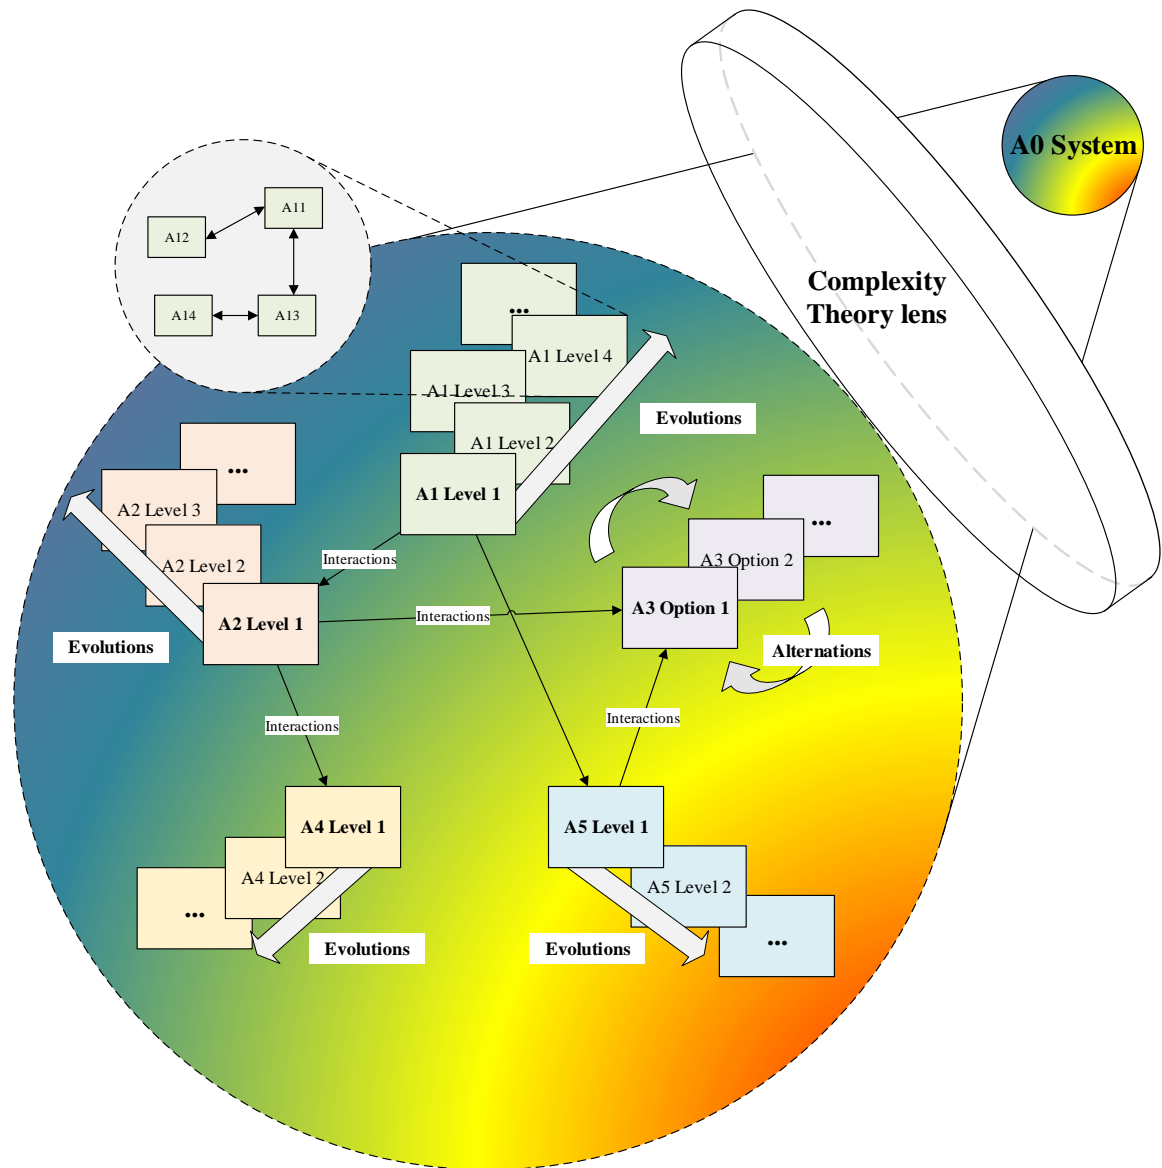 A0 System
Complexity
Theory lens
A11
A12
A14
A13
...
A1 Level 4
A1 Level 3
A1 Level 2
A1 Level 1
Evolutions
...
A2 Level 3
A2 Level 2
A2 Level 1
Evolutions
Interactions
Interactions
Interactions
Interactions
...
A3 Option 2
A3 Option 1
Alternations
A4 Level 1
A4 Level 2
...
Evolutions
A5 Level 1
A5 Level 2
...
Evolutions